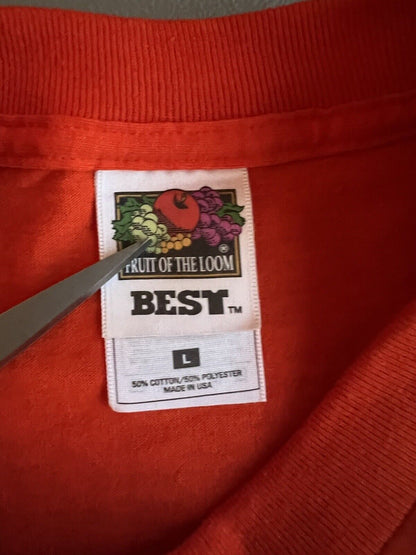 ®
FRUIT OF THE LOOM
BEST™
L
50% COTTON/50% POLYESTER
MADE IN USA